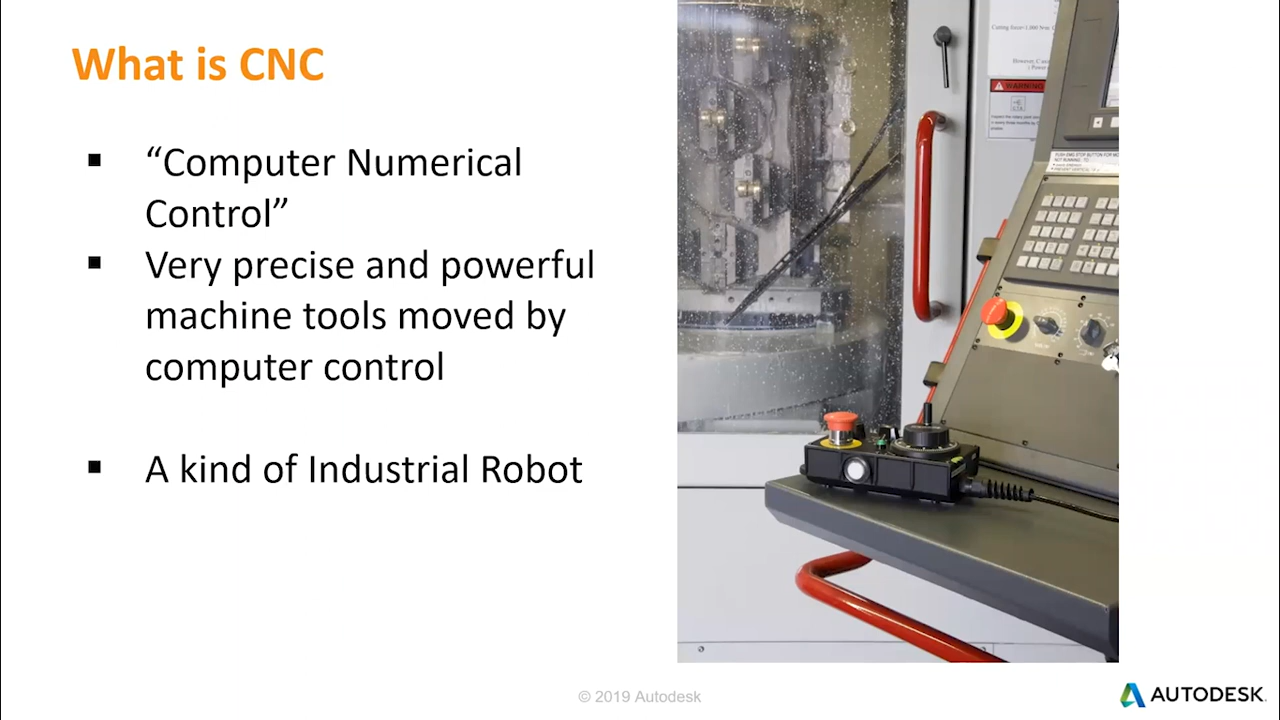 What is CNC
▪ “Computer Numerical
Control”
▪ Very precise and powerful
machine tools moved by
computer control
▪ A kind of Industrial Robot
WARNING
© 2019 Autodesk
AUTODESK